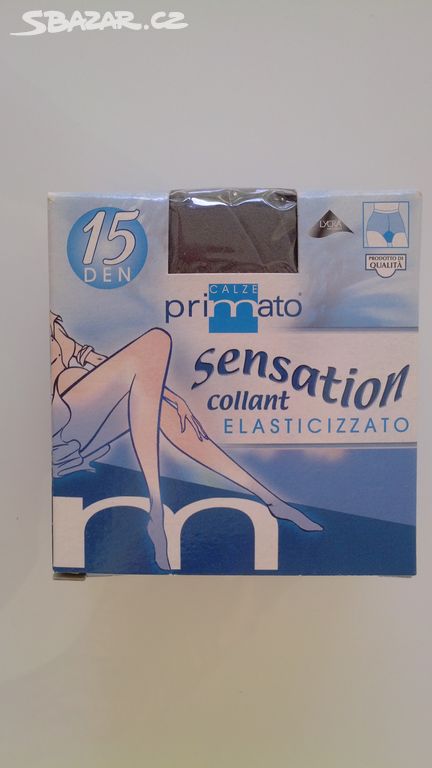 SBAZAR.CZ
15
DEN
LYCRA
PRODOTTO DI
QUALITÀ
CALZE
primato®
sensation
collant
ELASTICIZZATO
m